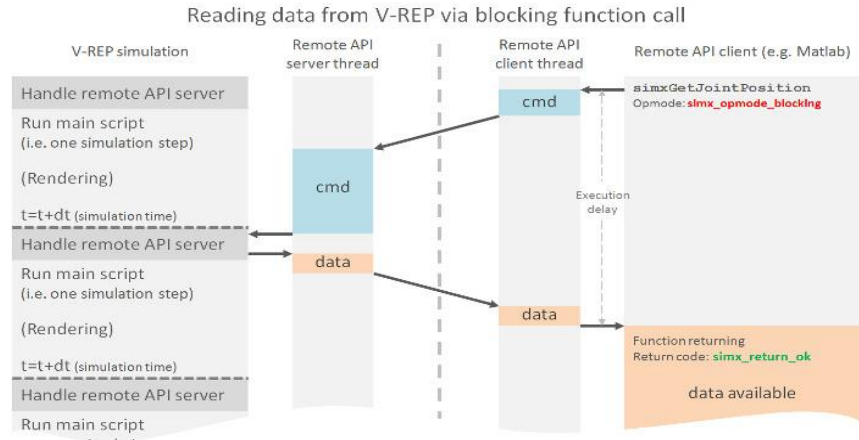 Reading data from V-REP via blocking function call
V-REP simulation
Remote API
server thread
Remote API
client thread
Remote API client (e.g. Matlab)
Handle remote API server
Run main script
(i.e. one simulation step)
(Rendering)
t=t+dt (simulation time)
Handle remote API server
Run main script
(i.e. one simulation step)
(Rendering)
t=t+dt (simulation time)
Handle remote API server
Run main script
cmd
data
cmd
data
simxGetJointPosition
Opmode: simx_opmode_blocking
Execution
delay
Function returning
Return code: simx_return_ok
data available